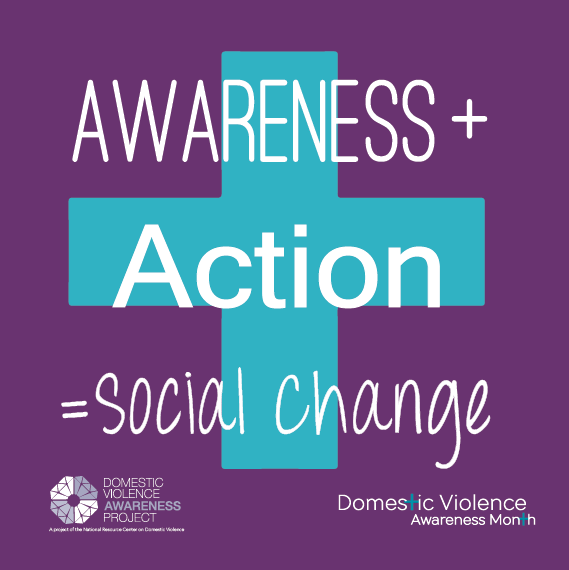 AWARENESS +
Action
=social change
DOMESTIC
VIOLENCE
AWARENESS
PROJECT
A project of the National Resource Center on Domestic Violence
Domestic Violence
Awareness Month